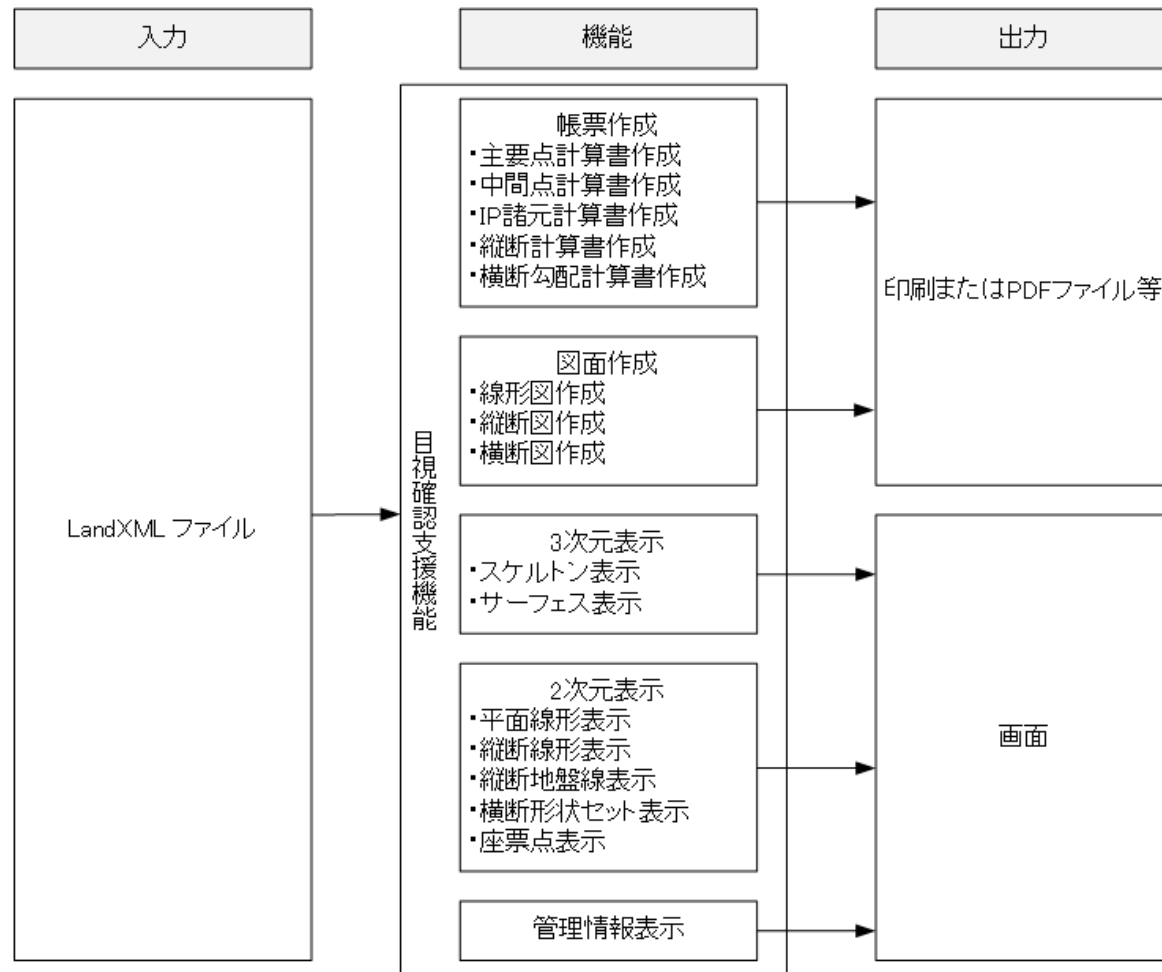 入力
機能
出力
LandXML ファイル
目視確認支援機能
帳票作成
・主要点計算書作成
・中間点計算書作成
・IP諸元計算書作成
・縦断計算書作成
・横断勾配計算書作成
図面作成
・線形図作成
・縦断図作成
・横断図作成
3次元表示
・スケルトン表示
・サーフェス表示
2次元表示
・平面線形表示
・縦断線形表示
・縦断地盤線表示
・横断形状セット表示
・座票点表示
管理情報表示
印刷またはPDFファイル等
画面